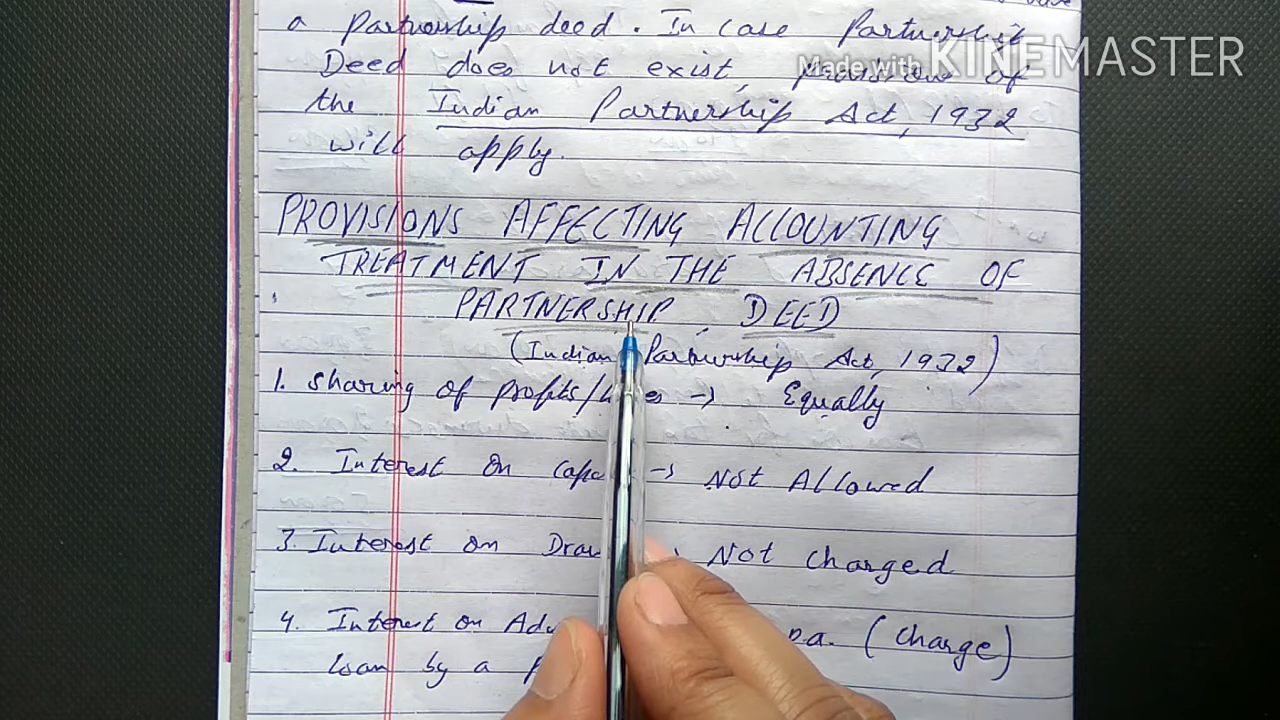 a Partnership deed. In case Partnership
Made with KINEMASTER
Deed does not exist, provisions of
the Indian Partnership Act, 1932
will apply.
PROVISIONS AFFECTING ACCOUNTING
TREATMENT IN THE ABSENCE OF
PARTNERSHIP DEED
(Indian Partnership Act, 1932)
1. Sharing of profits/ → Equally
2. Interest on → Not Allowed
3. Interest on Not Charged
4. Interest on p.a. (Charge)
loan by a